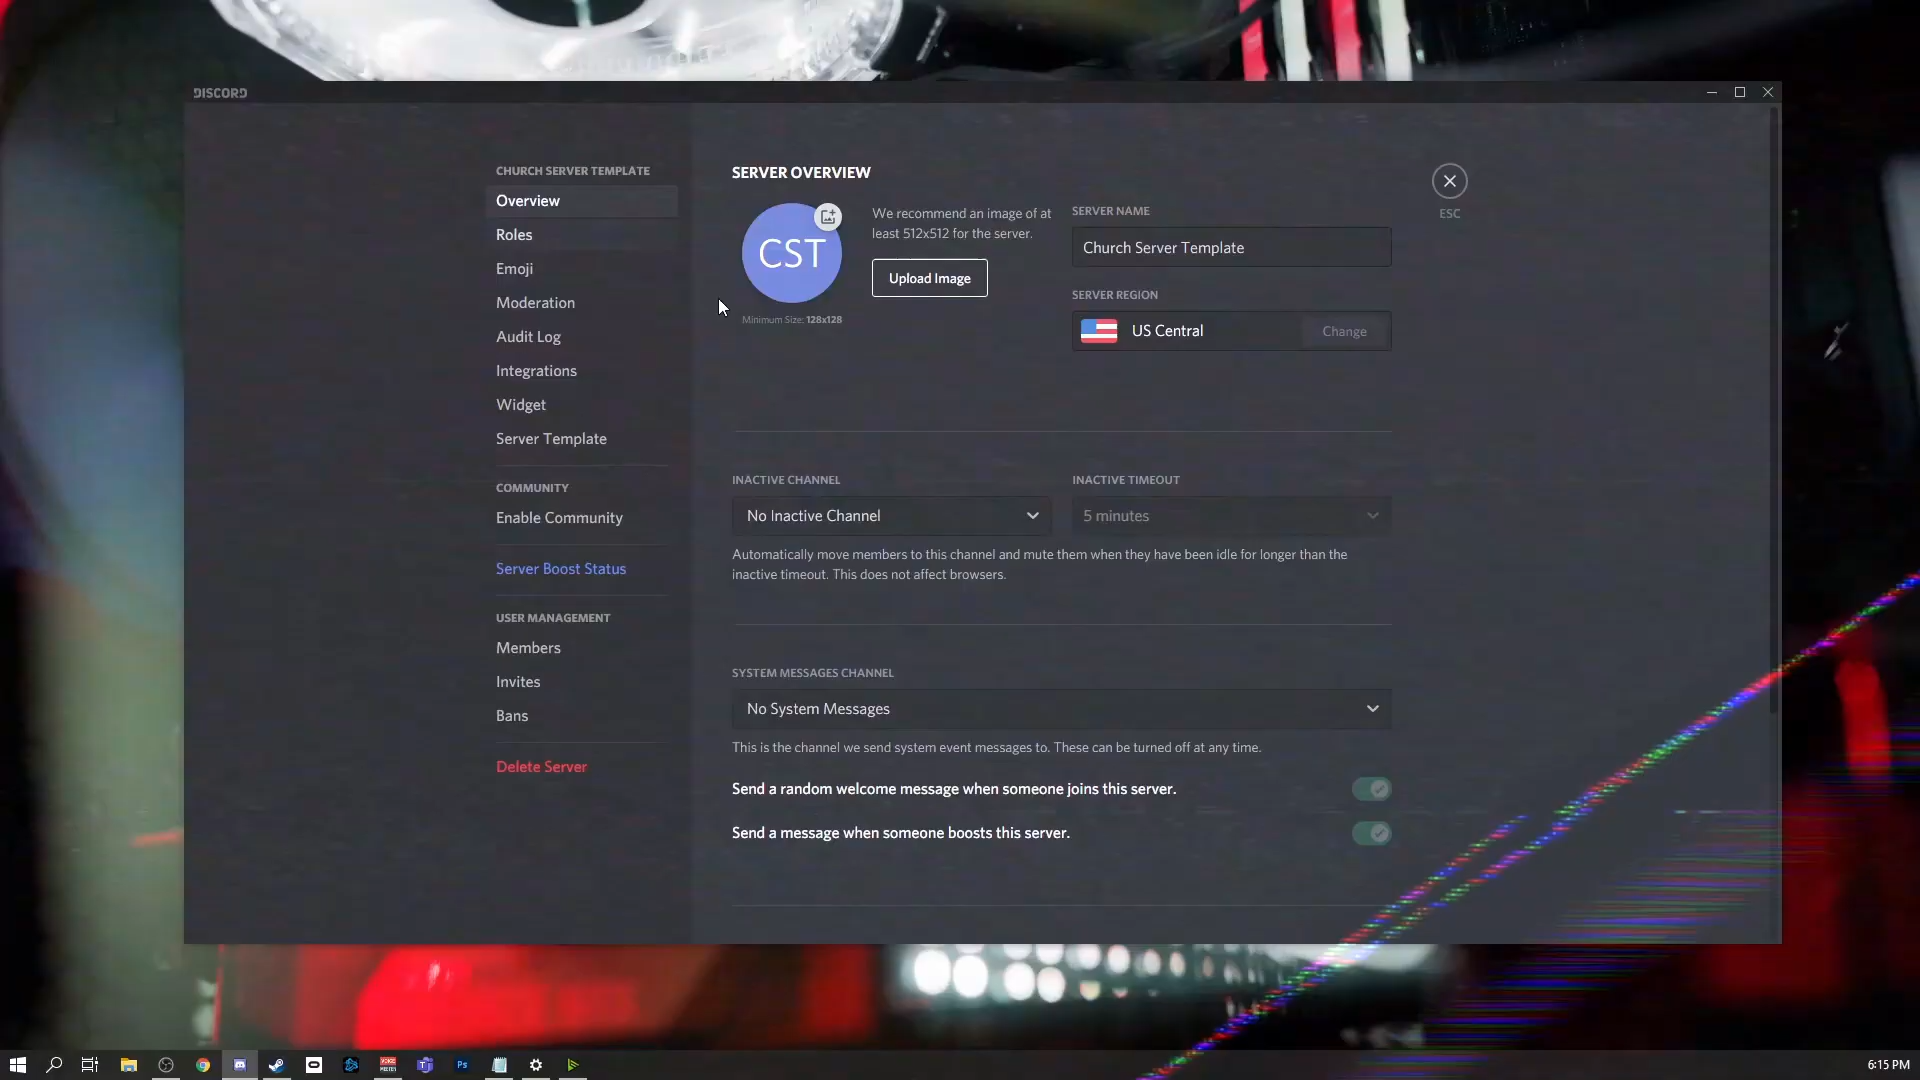 DISCORD
CHURCH SERVER TEMPLATE
Overview
Roles
Emoji
Moderation
Audit Log
Integrations
Widget
Server Template
COMMUNITY
Enable Community
Server Boost Status
USER MANAGEMENT
Members
Invites
Bans
Delete Server
SERVER OVERVIEW
CST
Minimum Size: 128x128
We recommend an image of at
least 512x512 for the server.
Upload Image
SERVER NAME
Church Server Template
SERVER REGION
US Central
Change
ESC
INACTIVE CHANNEL
No Inactive Channel
INACTIVE TIMEOUT
5 minutes
Automatically move members to this channel and mute them when they have been idle for longer than the
inactive timeout. This does not affect browsers.
SYSTEM MESSAGES CHANNEL
No System Messages
This is the channel we send system event messages to. These can be turned off at any time.
Send a random welcome message when someone joins this server.
Send a message when someone boosts this server.
Ps
6:15 PM